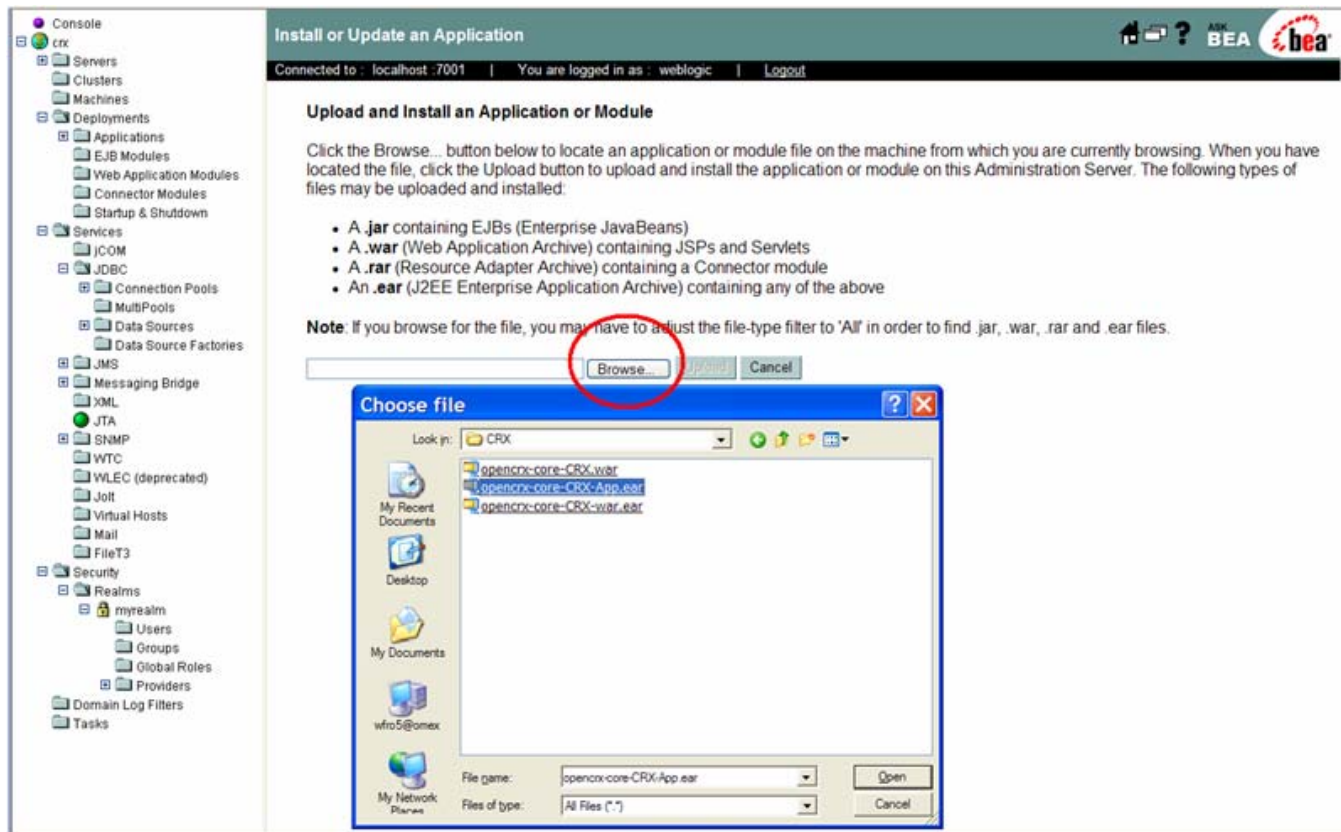 Console
crx
Servers
Clusters
Machines
Deployments
Applications
EJB Modules
Web Application Modules
Connector Modules
Startup & Shutdown
Services
jCOM
JDBC
Connection Pools
MultiPools
Data Sources
Data Source Factories
JMS
Messaging Bridge
XML
JTA
SNMP
WTC
WLEC (deprecated)
Jolt
Virtual Hosts
Mail
FileT3
Security
Realms
myrealm
Users
Groups
Global Roles
Providers
Domain Log Filters
Tasks
Install or Update an Application
? ASK BEA bea
Connected to : localhost :7001 | You are logged in as : weblogic | Logout
Upload and Install an Application or Module
Click the Browse... button below to locate an application or module file on the machine from which you are currently browsing. When you have
located the file, click the Upload button to upload and install the application or module on this Administration Server. The following types of
files may be uploaded and installed:
• A .jar containing EJBs (Enterprise JavaBeans)
• A .war (Web Application Archive) containing JSPs and Servlets
• A .rar (Resource Adapter Archive) containing a Connector module
• An .ear (J2EE Enterprise Application Archive) containing any of the above
Note: If you browse for the file, you may have to adjust the file-type filter to 'All' in order to find .jar, .war, .rar and .ear files.
Browse... Upload Cancel
Choose file
Look in: CRX
opencrx-core-CRX.war
opencrx-core-CRX-App.ear
opencrx-core-CRX-war.ear
My Recent
Documents
Desktop
My Documents
wfro5@omex
My Network
Places
File name: opencrx-core-CRX-App.ear Open
Files of type: All Files (*.*) Cancel